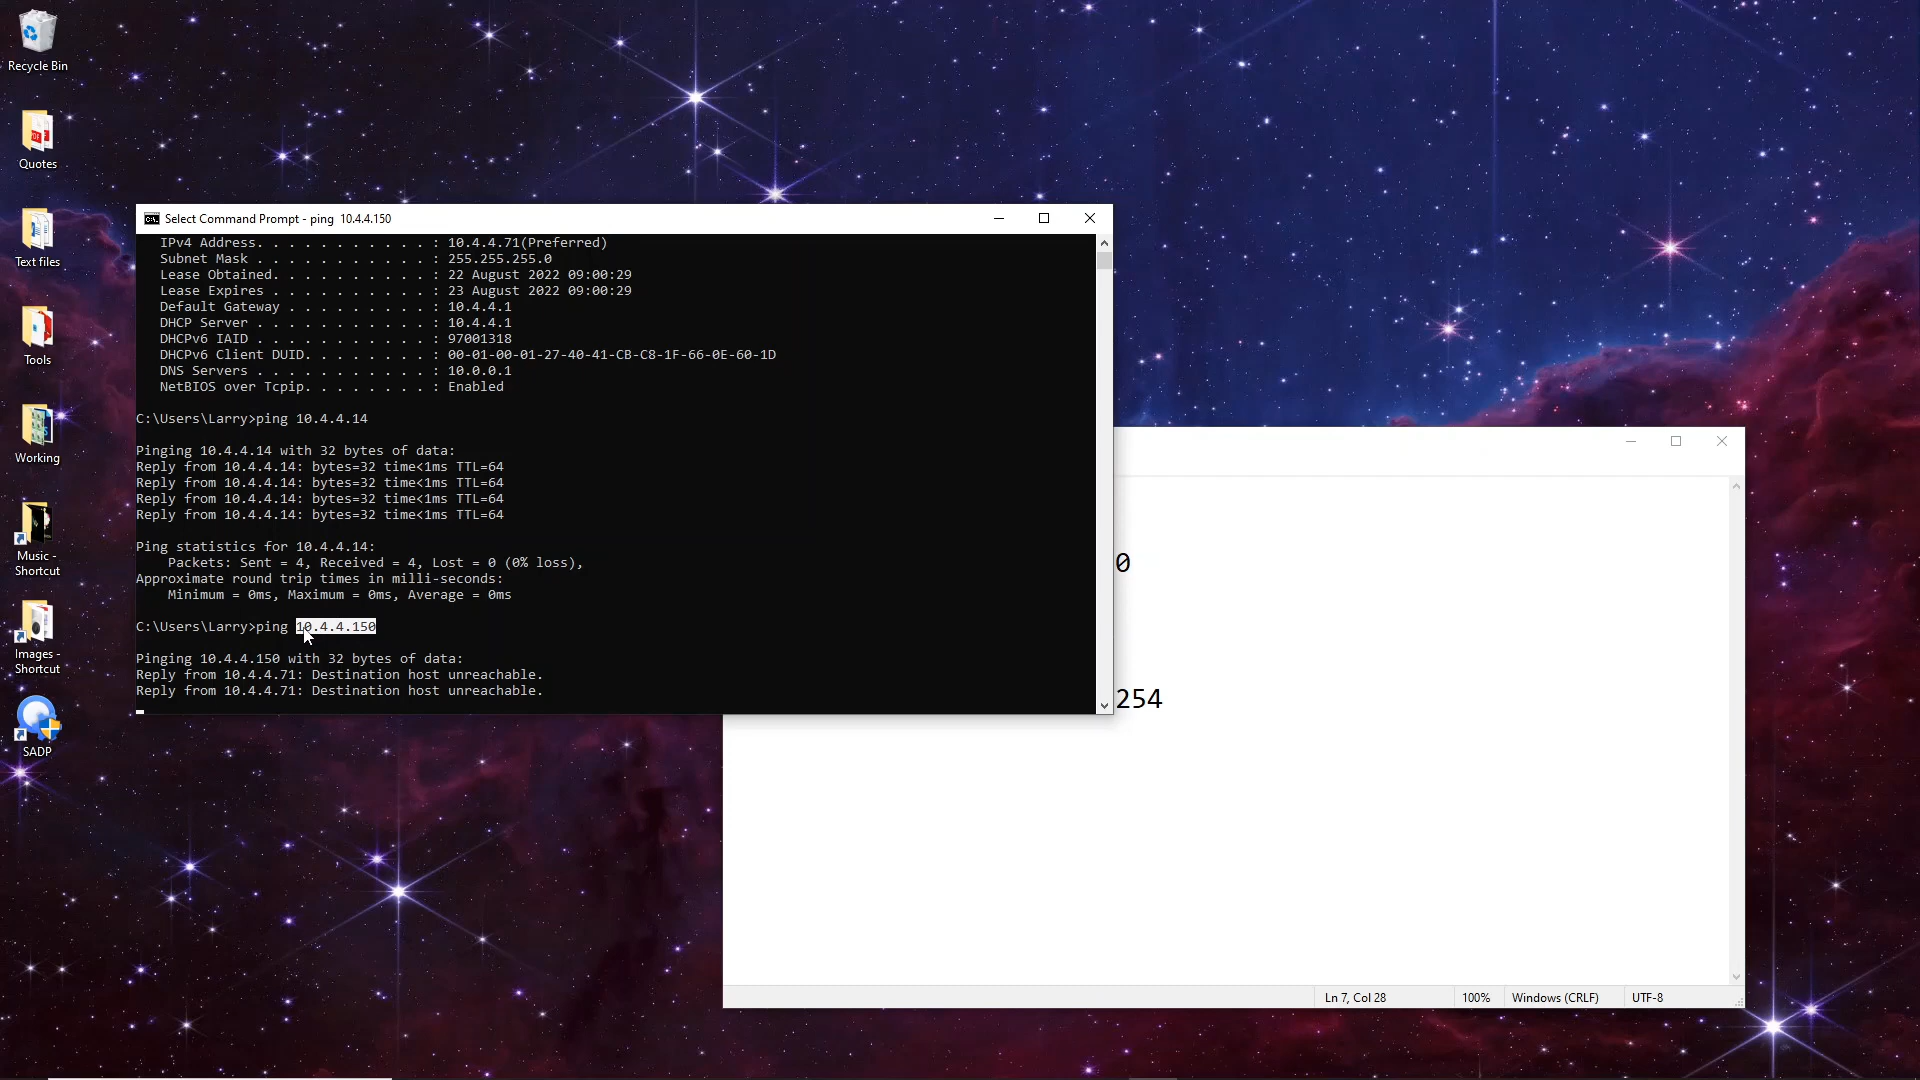 Recycle Bin
Quotes
Text files
Tools
Working
Music -
Shortcut
Images -
Shortcut
SADP
Select Command Prompt - ping  10.4.4.150
IPv4 Address. . . . . . . . . . . : 10.4.4.71(Preferred)
Subnet Mask . . . . . . . . . . . : 255.255.255.0
Lease Obtained. . . . . . . . . . : 22 August 2022 09:00:29
Lease Expires . . . . . . . . . . : 23 August 2022 09:00:29
Default Gateway . . . . . . . . . : 10.4.4.1
DHCP Server . . . . . . . . . . . : 10.4.4.1
DHCPv6 IAID . . . . . . . . . . . : 97001318
DHCPv6 Client DUID. . . . . . . . : 00-01-00-01-27-40-41-CB-C8-1F-66-0E-60-1D
DNS Servers . . . . . . . . . . . : 10.0.0.1
NetBIOS over Tcpip. . . . . . . . : Enabled
C:\Users\Larry>ping 10.4.4.14
Pinging 10.4.4.14 with 32 bytes of data:
Reply from 10.4.4.14: bytes=32 time<1ms TTL=64
Reply from 10.4.4.14: bytes=32 time<1ms TTL=64
Reply from 10.4.4.14: bytes=32 time<1ms TTL=64
Reply from 10.4.4.14: bytes=32 time<1ms TTL=64
Ping statistics for 10.4.4.14:
Packets: Sent = 4, Received = 4, Lost = 0 (0% loss),
Approximate round trip times in milli-seconds:
Minimum = 0ms, Maximum = 0ms, Average = 0ms
C:\Users\Larry>ping 10.4.4.150
Pinging 10.4.4.150 with 32 bytes of data:
Reply from 10.4.4.71: Destination host unreachable.
Reply from 10.4.4.71: Destination host unreachable.
0
254
Ln 7, Col 28
100%
Windows (CRLF)
UTF-8